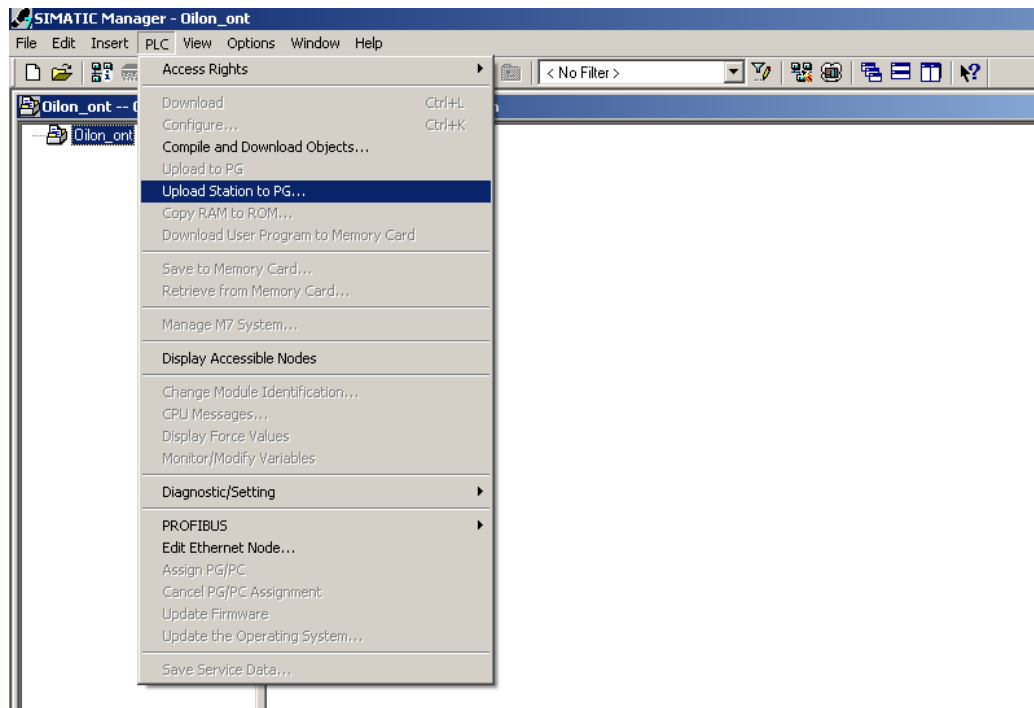 SIMATIC Manager - Oilon_ont
File Edit Insert PLC View Options Window Help
< No Filter >
Oilon_ont -- (
Oilon_ont
Access Rights
Download Ctrl+L
Configure... Ctrl+K
Compile and Download Objects...
Upload to PG
Upload Station to PG...
Copy RAM to ROM...
Download User Program to Memory Card
Save to Memory Card...
Retrieve from Memory Card...
Manage M7 System...
Display Accessible Nodes
Change Module Identification...
CPU Messages...
Display Force Values
Monitor/Modify Variables
Diagnostic/Setting
PROFIBUS
Edit Ethernet Node...
Assign PG/PC
Cancel PG/PC Assignment
Update Firmware
Update the Operating System...
Save Service Data...